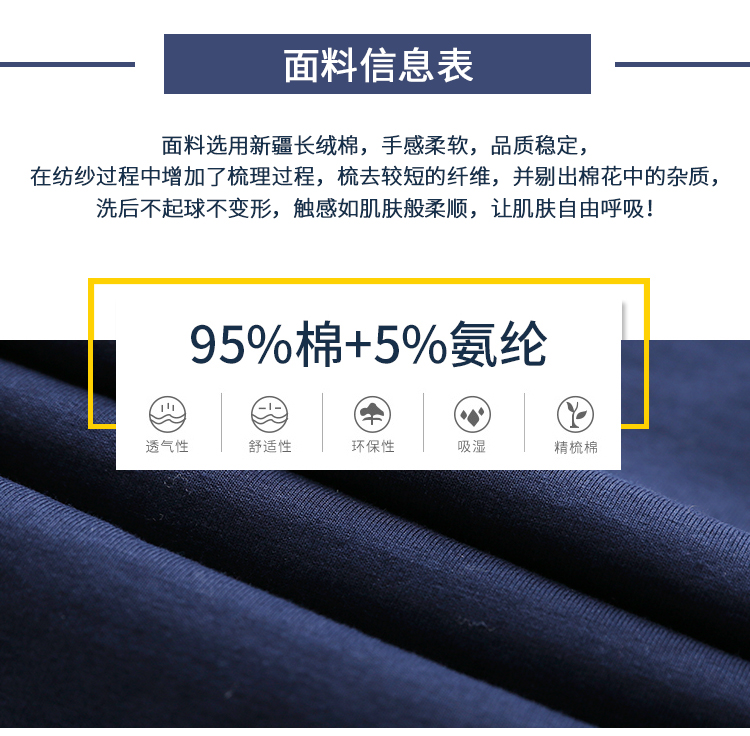 面料信息表
面料选用新疆长绒棉，手感柔软，品质稳定，
在纺纱过程中增加了梳理过程，梳去较短的纤维，并剔出棉花中的杂质，
洗后不起球不变形，触感如肌肤般柔顺，让肌肤自由呼吸！
95%棉+5%氨纶
透气性 舒适性 环保性 吸湿 精梳棉